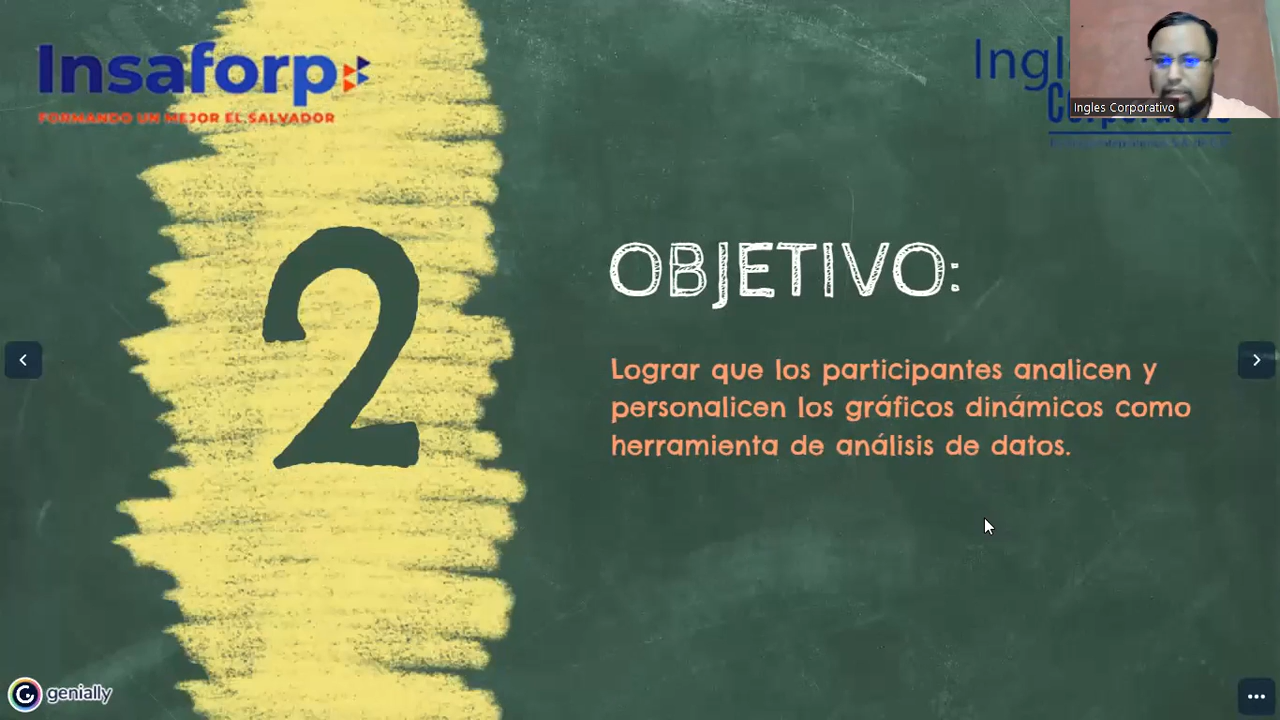 Insaforp
FORMANDO UN MEJOR EL SALVADOR
Ingl
Ingles Corporativo
2
OBJETIVO:
Lograr que los participantes analicen y
personalicen los gráficos dinámicos como
herramienta de análisis de datos.
genially